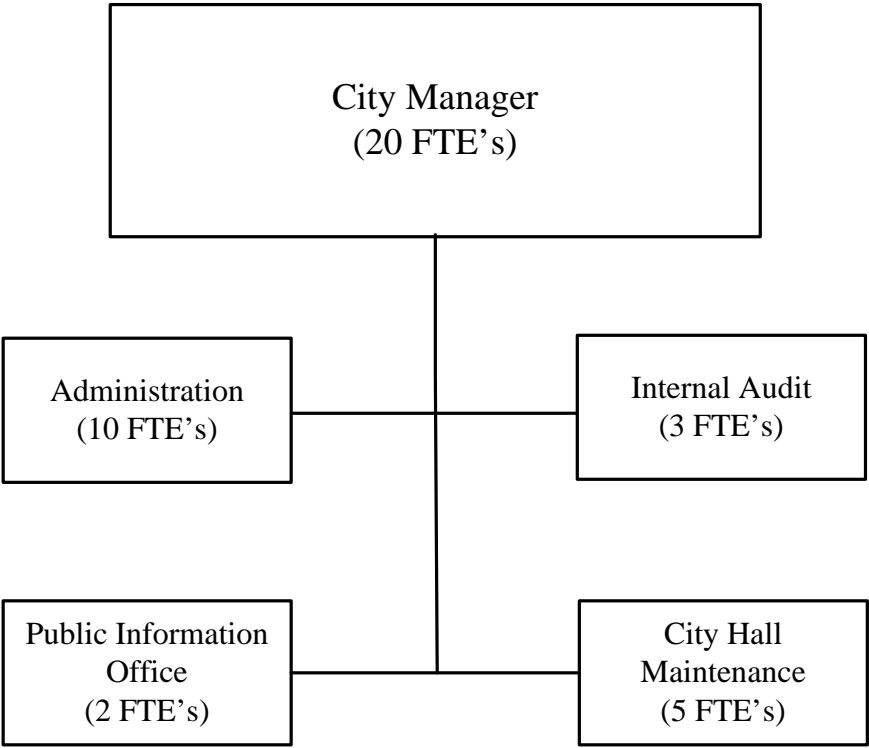 City Manager
(20 FTE’s)
Administration
(10 FTE’s)
Internal Audit
(3 FTE’s)
Public Information
Office
(2 FTE’s)
City Hall
Maintenance
(5 FTE’s)